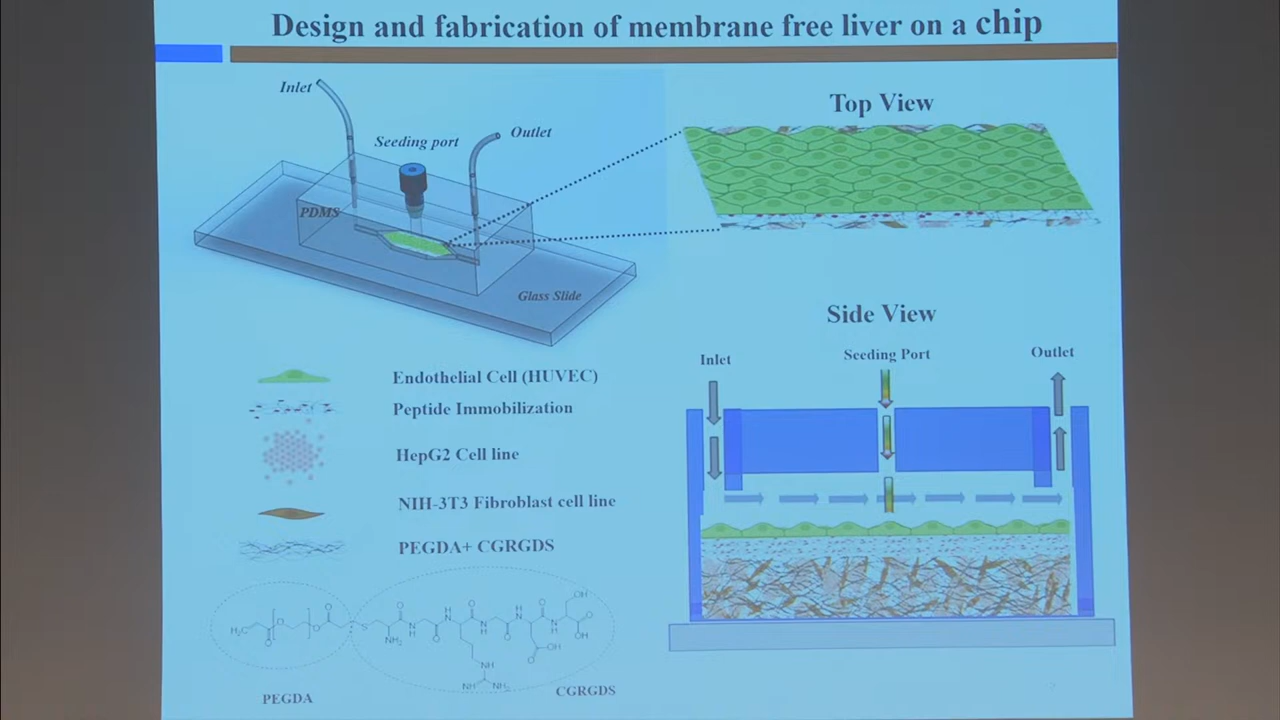 Design and fabrication of membrane free liver on a chip
Inlet
Seeding port
Outlet
PDMS
Glass Slide
Top View
Side View
Inlet
Seeding Port
Outlet
Endothelial Cell (HUVEC)
Peptide Immobilization
HepG2 Cell line
NIH-3T3 Fibroblast cell line
PEGDA+ CGRGDS
PEGDA
CGRGDS